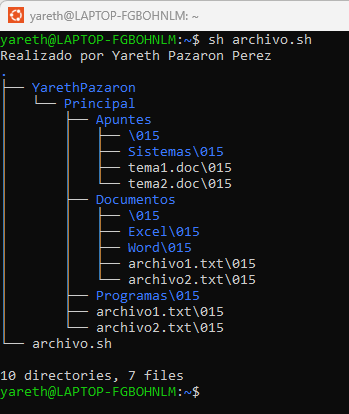 yareth@LAPTOP-FGBOHNLM: ~
yareth@LAPTOP-FGBOHNLM:~$ sh archivo.sh
Realizado por Yareth Pazaron Perez
.
├── YarethPazaron
│   └── Principal
│       ├── Apuntes
│       │   ├── \015
│       │   ├── Sistemas\015
│       │   ├── tema1.doc\015
│       │   └── tema2.doc\015
│       ├── Documentos
│       │   ├── \015
│       │   ├── Excel\015
│       │   ├── Word\015
│       │   ├── archivo1.txt\015
│       │   └── archivo2.txt\015
│       ├── Programas\015
│       ├── archivo1.txt\015
│       └── archivo2.txt\015
└── archivo.sh
10 directories, 7 files
yareth@LAPTOP-FGBOHNLM:~$